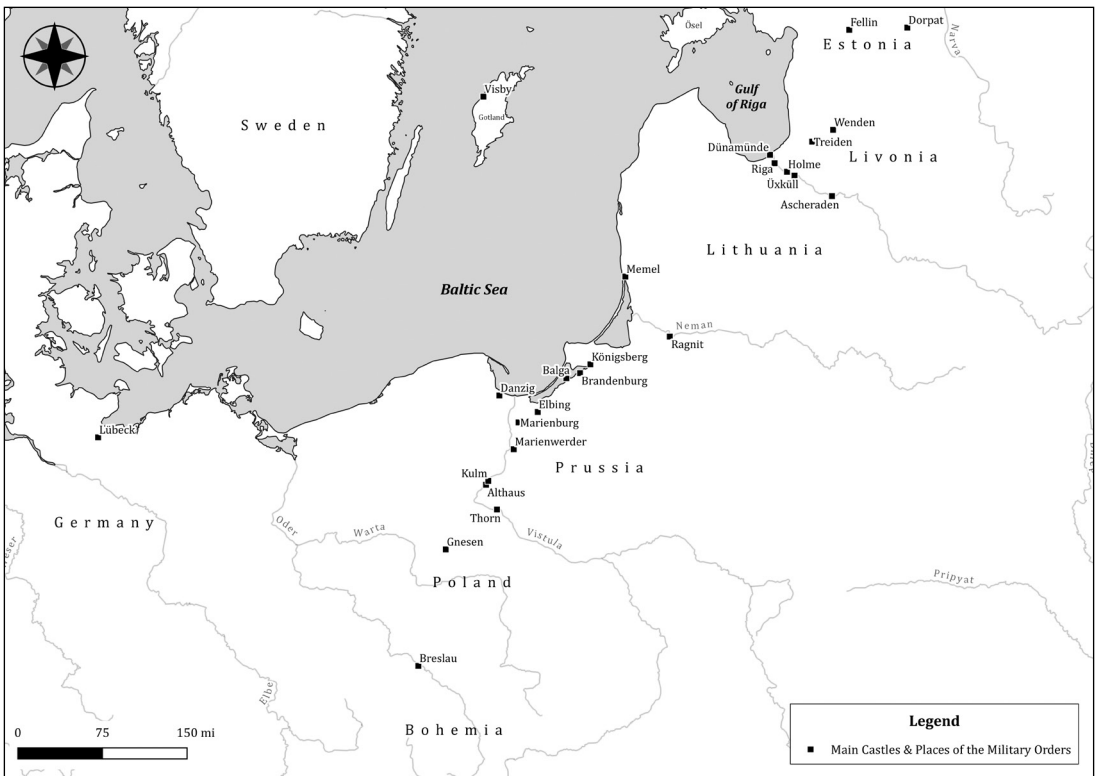 Ösel
Fellin
Dorpat
Estonia
Narva
Visby
Gotland
Gulf
of Riga
Sweden
Wenden
Treiden
Livonia
Dünamünde
Riga
Holme
Üxküll
Ascheraden
Lithuania
Memel
Baltic Sea
Neman
Ragnit
Königsberg
Balga
Brandenburg
Danzig
Elbing
Marienburg
Lübeck
Marienwerder
Prussia
Kulm
Althaus
Thorn
Germany
Oder
Warta
Vistula
Gnesen
Poland
Pripyat
Breslau
Elbe
Bohemia
0 75 150 mi
Legend
Main Castles & Places of the Military Orders